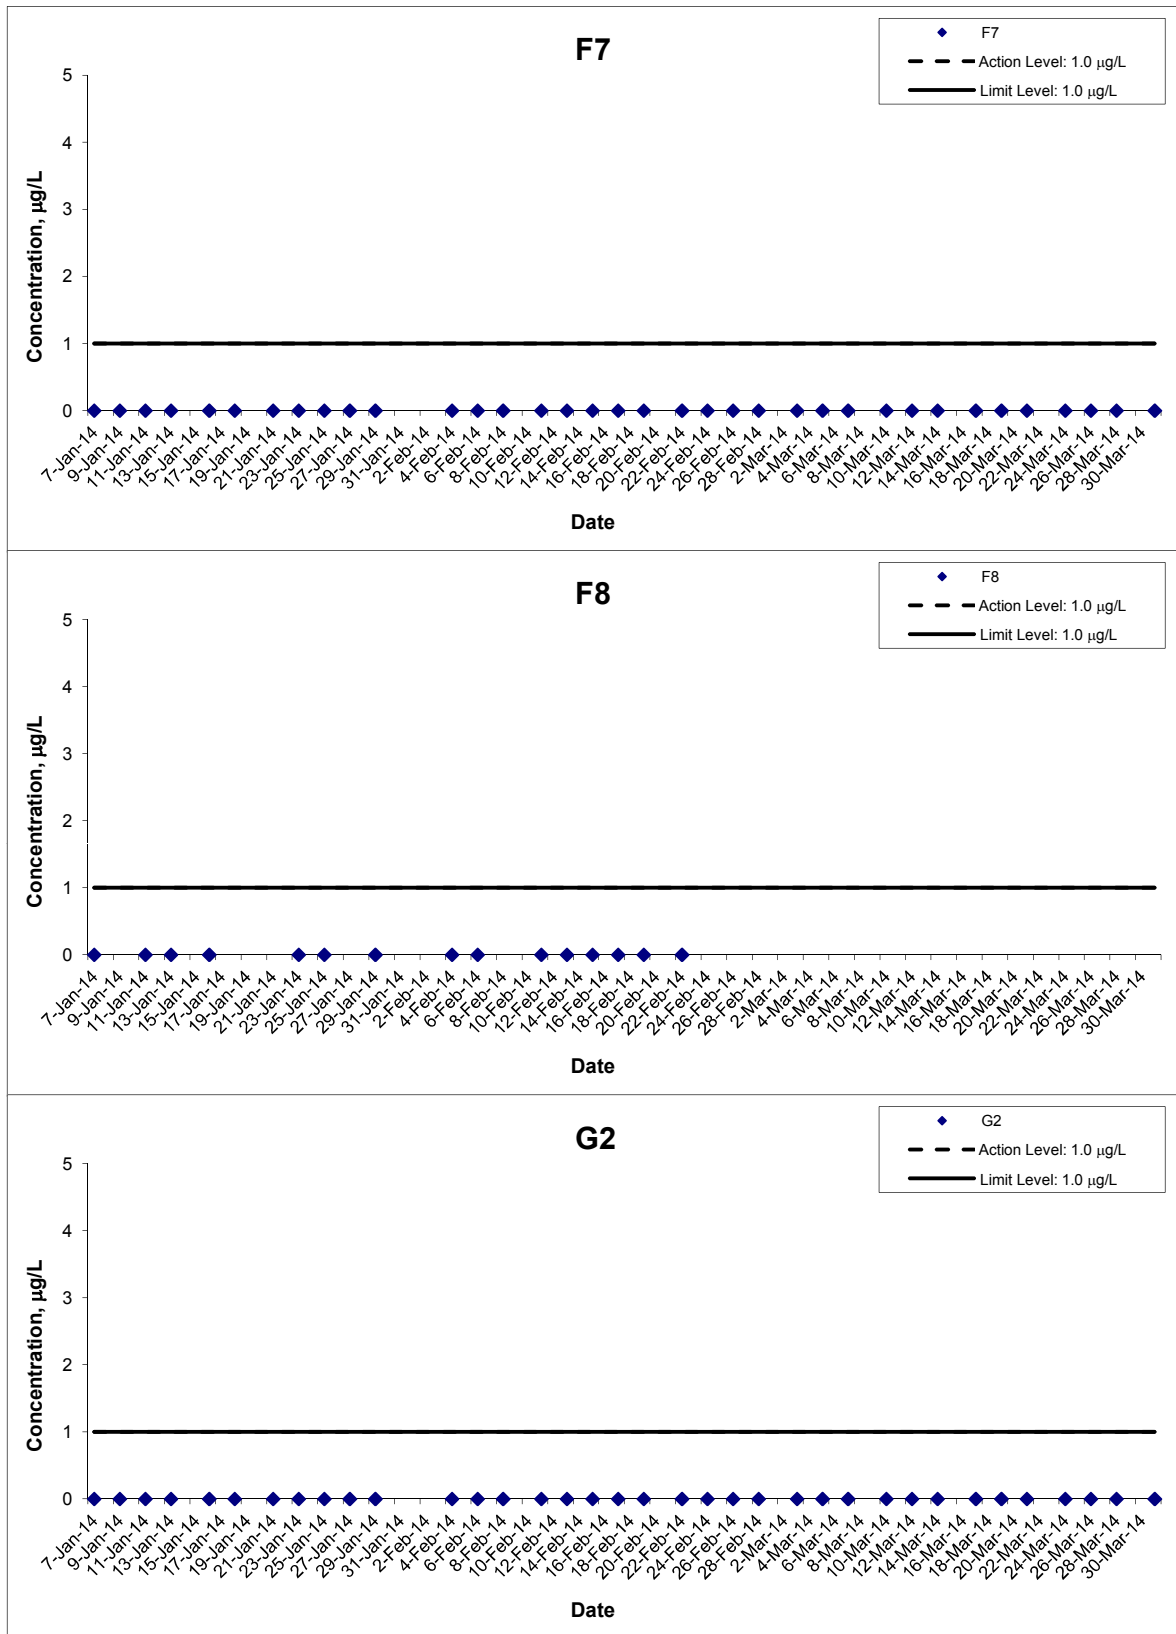 F7
F7
Action Level: 1.0 µg/L
Limit Level: 1.0 µg/L
5
4
3
2
1
0
Concentration, µg/L
7-Jan-14 9-Jan-14 11-Jan-14 13-Jan-14 15-Jan-14 17-Jan-14 19-Jan-14 21-Jan-14 23-Jan-14 25-Jan-14 27-Jan-14 29-Jan-14 31-Jan-14 2-Feb-14 4-Feb-14 6-Feb-14 8-Feb-14 10-Feb-14 12-Feb-14 14-Feb-14 16-Feb-14 18-Feb-14 20-Feb-14 22-Feb-14 24-Feb-14 26-Feb-14 28-Feb-14 2-Mar-14 4-Mar-14 6-Mar-14 8-Mar-14 10-Mar-14 12-Mar-14 14-Mar-14 16-Mar-14 18-Mar-14 20-Mar-14 22-Mar-14 24-Mar-14 26-Mar-14 28-Mar-14 30-Mar-14
Date
F8
F8
Action Level: 1.0 µg/L
Limit Level: 1.0 µg/L
5
4
3
2
1
0
Concentration, µg/L
7-Jan-14 9-Jan-14 11-Jan-14 13-Jan-14 15-Jan-14 17-Jan-14 19-Jan-14 21-Jan-14 23-Jan-14 25-Jan-14 27-Jan-14 29-Jan-14 31-Jan-14 2-Feb-14 4-Feb-14 6-Feb-14 8-Feb-14 10-Feb-14 12-Feb-14 14-Feb-14 16-Feb-14 18-Feb-14 20-Feb-14 22-Feb-14 24-Feb-14 26-Feb-14 28-Feb-14 2-Mar-14 4-Mar-14 6-Mar-14 8-Mar-14 10-Mar-14 12-Mar-14 14-Mar-14 16-Mar-14 18-Mar-14 20-Mar-14 22-Mar-14 24-Mar-14 26-Mar-14 28-Mar-14 30-Mar-14
Date
G2
G2
Action Level: 1.0 µg/L
Limit Level: 1.0 µg/L
5
4
3
2
1
0
Concentration, µg/L
7-Jan-14 9-Jan-14 11-Jan-14 13-Jan-14 15-Jan-14 17-Jan-14 19-Jan-14 21-Jan-14 23-Jan-14 25-Jan-14 27-Jan-14 29-Jan-14 31-Jan-14 2-Feb-14 4-Feb-14 6-Feb-14 8-Feb-14 10-Feb-14 12-Feb-14 14-Feb-14 16-Feb-14 18-Feb-14 20-Feb-14 22-Feb-14 24-Feb-14 26-Feb-14 28-Feb-14 2-Mar-14 4-Mar-14 6-Mar-14 8-Mar-14 10-Mar-14 12-Mar-14 14-Mar-14 16-Mar-14 18-Mar-14 20-Mar-14 22-Mar-14 24-Mar-14 26-Mar-14 28-Mar-14 30-Mar-14
Date